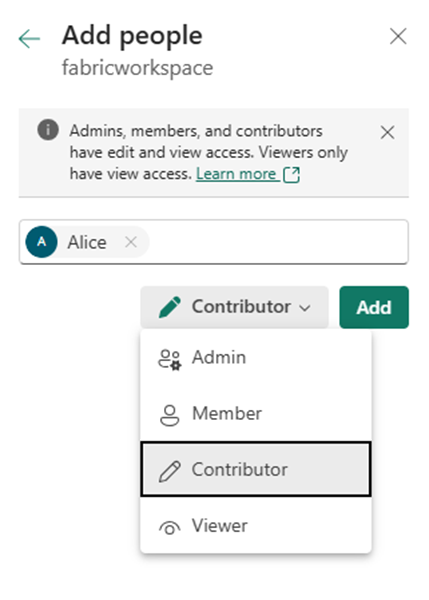 Add people
fabricworkspace
Admins, members, and contributors
have edit and view access. Viewers only
have view access. Learn more
A Alice
Contributor Add
Admin
Member
Contributor
Viewer